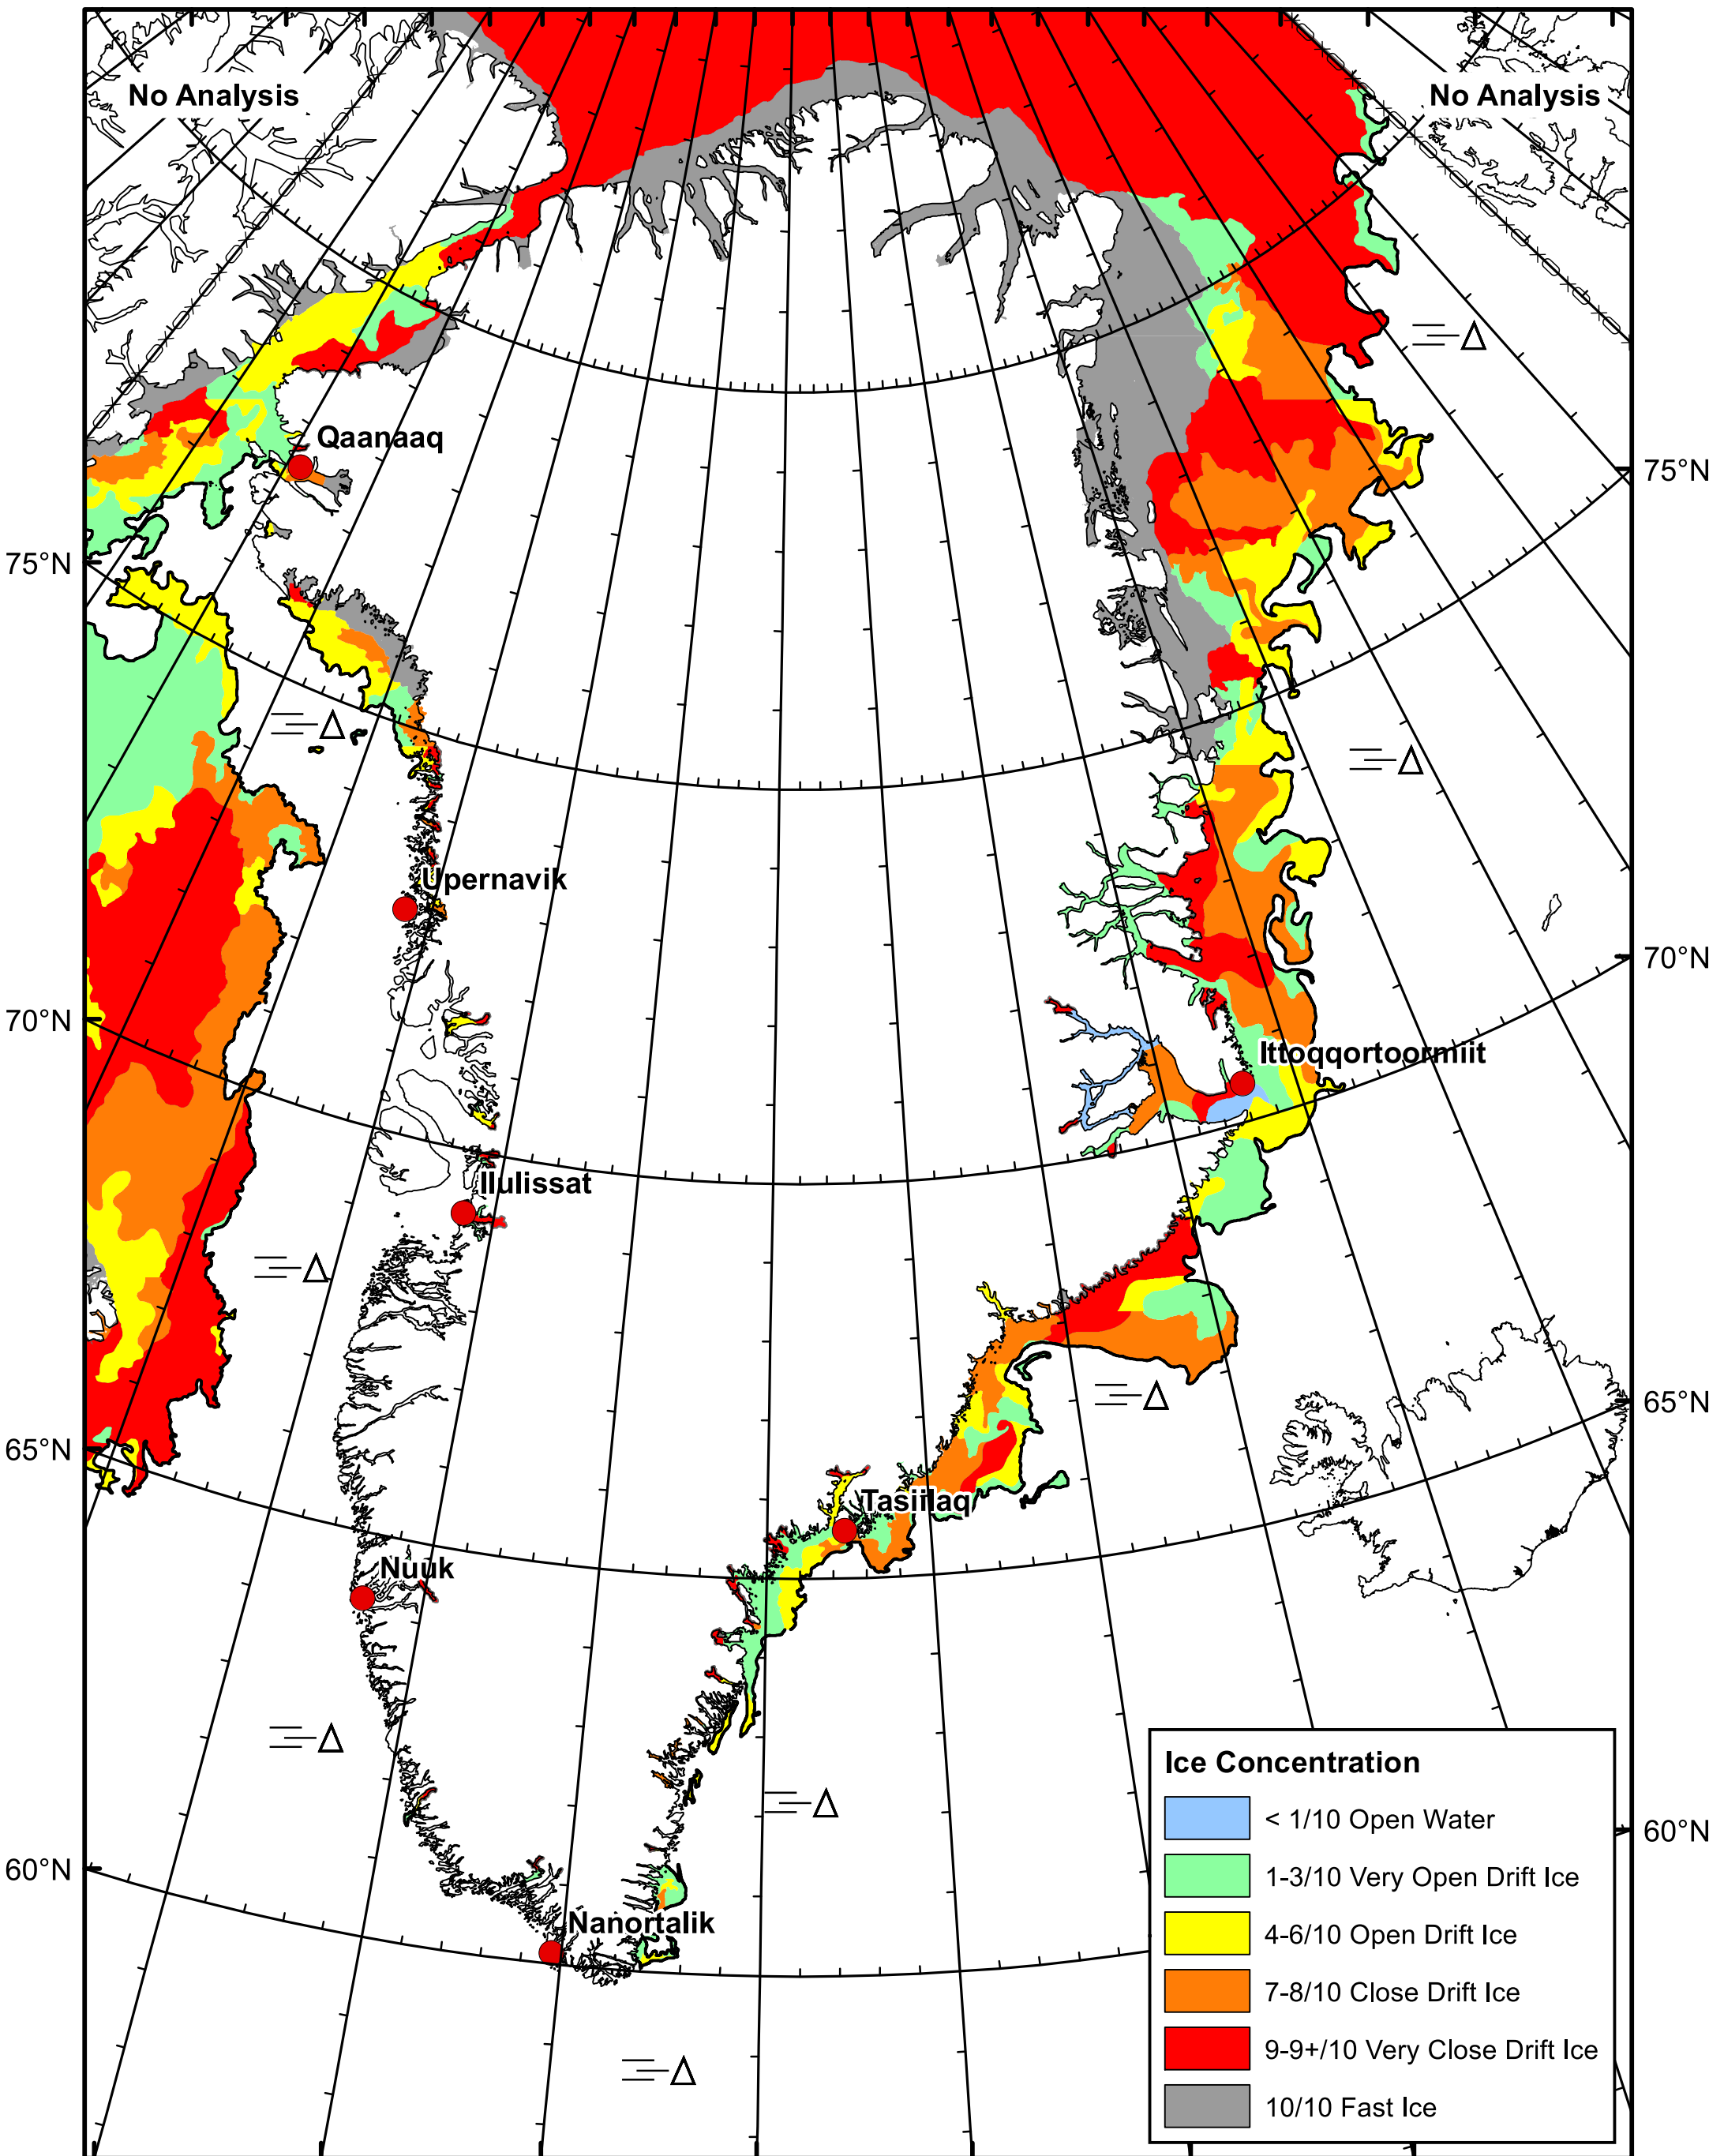 No Analysis
No Analysis
Qaanaaq
75°N
75°N
Upernavik
70°N
70°N
Ittoqqortoormiit
Ilulissat
65°N
65°N
Tasiilaq
Nuuk
60°N
60°N
Nanortalik
Ice Concentration
< 1/10 Open Water
1-3/10 Very Open Drift Ice
4-6/10 Open Drift Ice
7-8/10 Close Drift Ice
9-9+/10 Very Close Drift Ice
10/10 Fast Ice